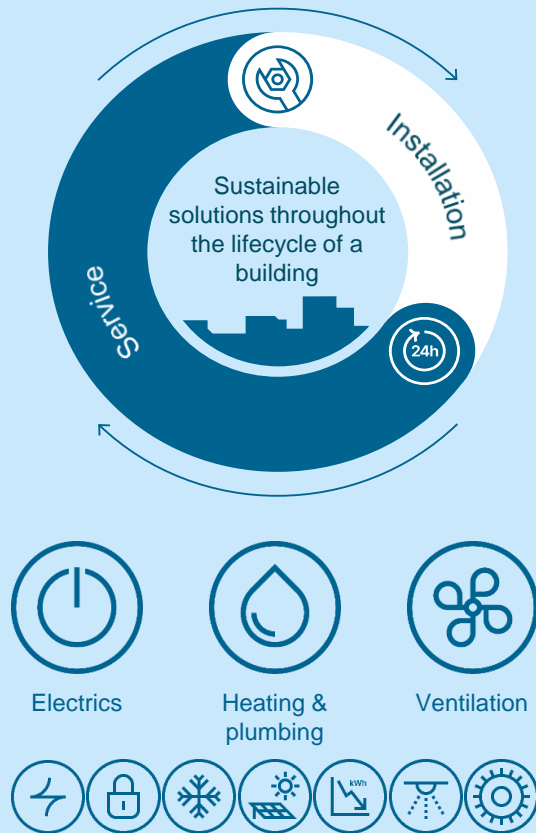 Installation
Sustainable
solutions throughout
the lifecycle of a
building
Service
24h
Electrics
Heating &
plumbing
Ventilation
kWh